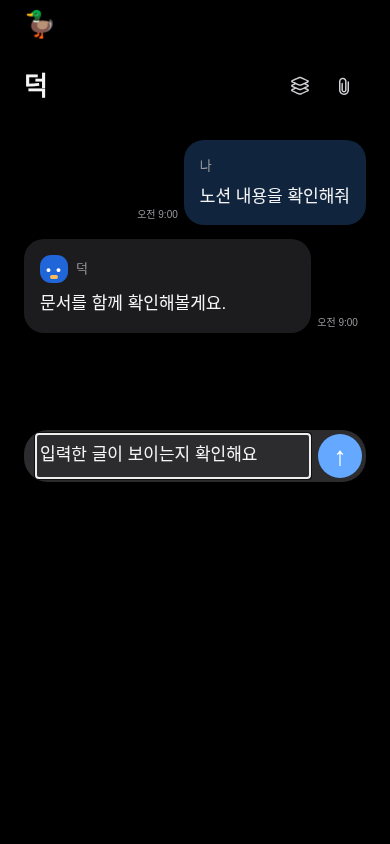 덕
나
노션 내용을 확인해줘
오전 9:00
덕
문서를 함께 확인해볼게요.
오전 9:00
입력한 글이 보이는지 확인해요
↑